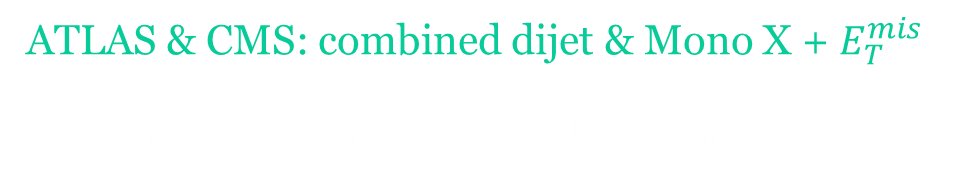 ATLAS & CMS: combined dijet & Mono X + $E_T^{mis}$